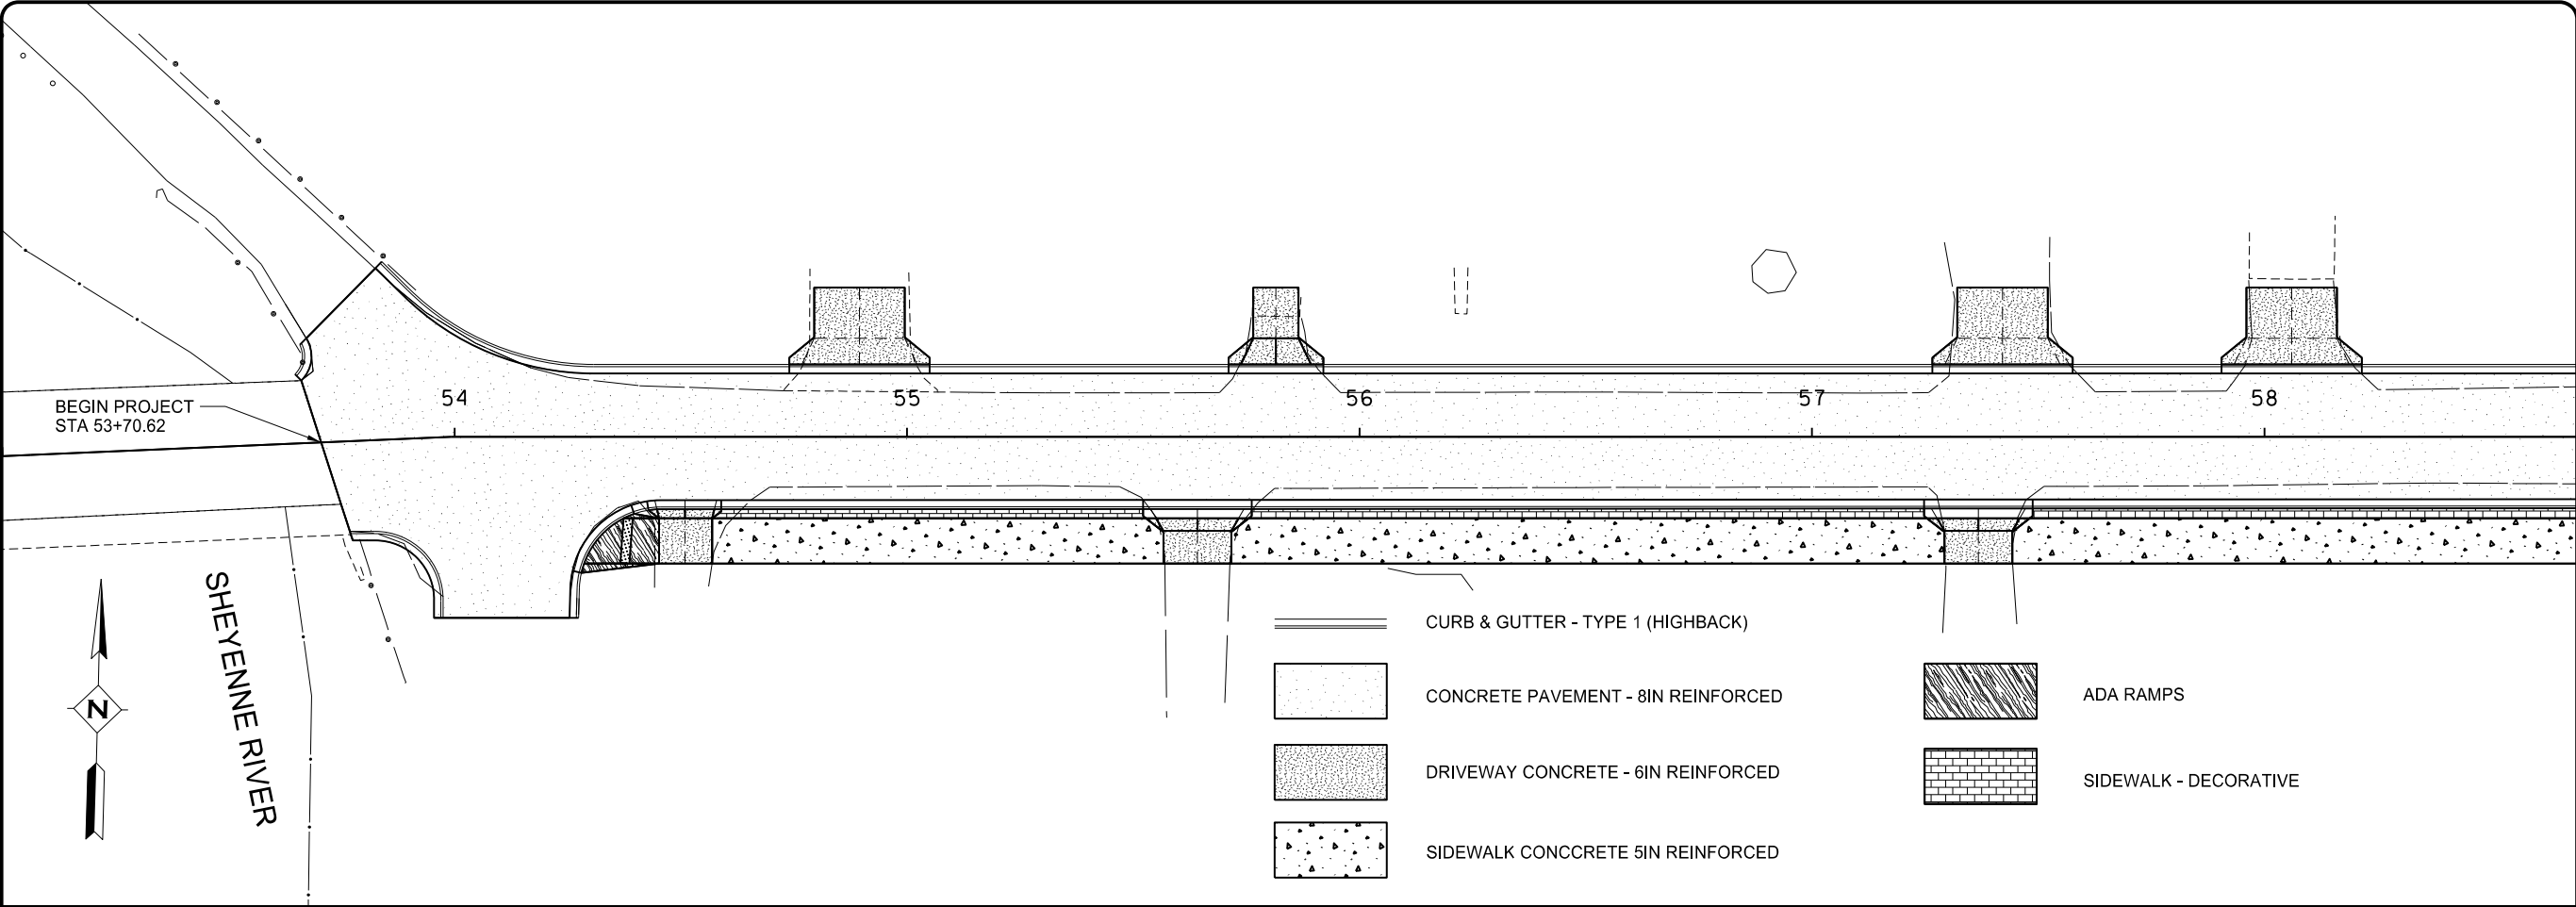 54
55
56
57
58
BEGIN PROJECT
STA 53+70.62
SHEYENNE RIVER
N
CURB & GUTTER - TYPE 1 (HIGHBACK)
CONCRETE PAVEMENT - 8IN REINFORCED
DRIVEWAY CONCRETE - 6IN REINFORCED
SIDEWALK CONCCRETE 5IN REINFORCED
ADA RAMPS
SIDEWALK - DECORATIVE